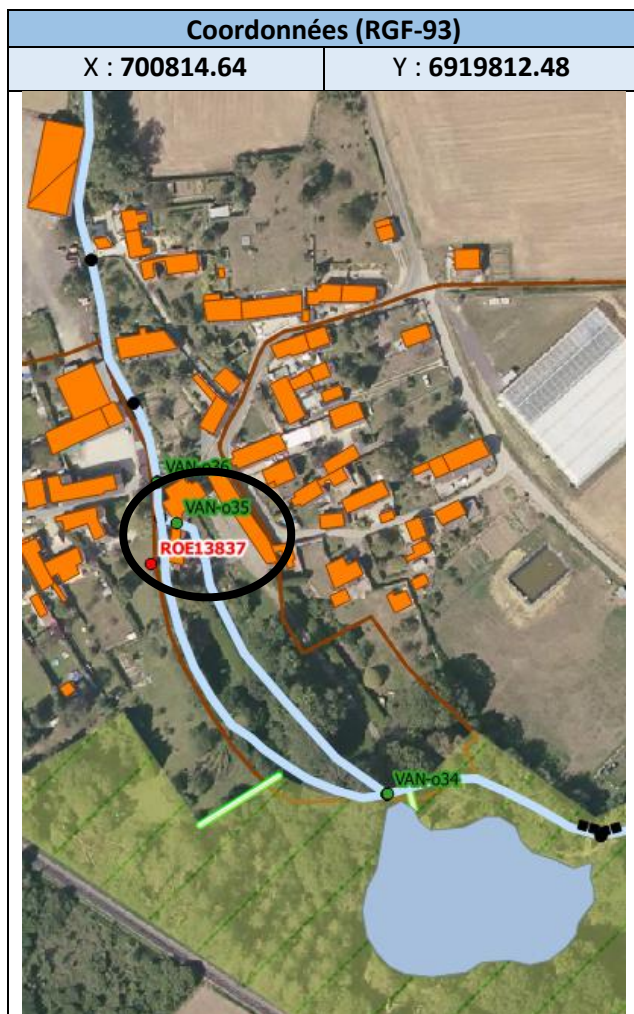 Coordonnées (RGF-93)
X : 700814.64 Y : 6919812.48
VAN-o36
VAN-o35
ROE13837
VAN-o34